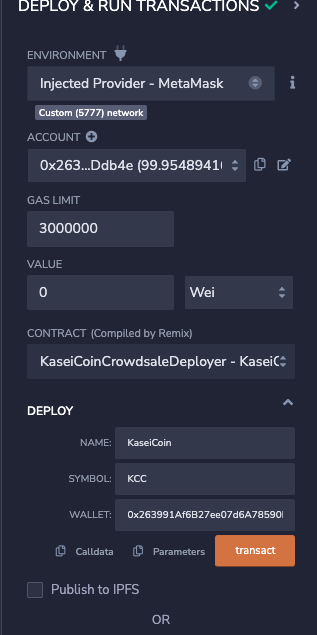 DEPLOY & RUN TRANSACTIONS
ENVIRONMENT
Injected Provider - MetaMask
Custom (5777) network
ACCOUNT
0x263...Ddb4e (99.9548941
GAS LIMIT
3000000
VALUE
0 Wei
CONTRACT (Compiled by Remix)
KaseiCoinCrowdsaleDeployer - KaseiC
DEPLOY
NAME: KaseiCoin
SYMBOL: KCC
WALLET: 0x263991Af6B27ee07d6A78590
Calldata Parameters transact
Publish to IPFS
OR